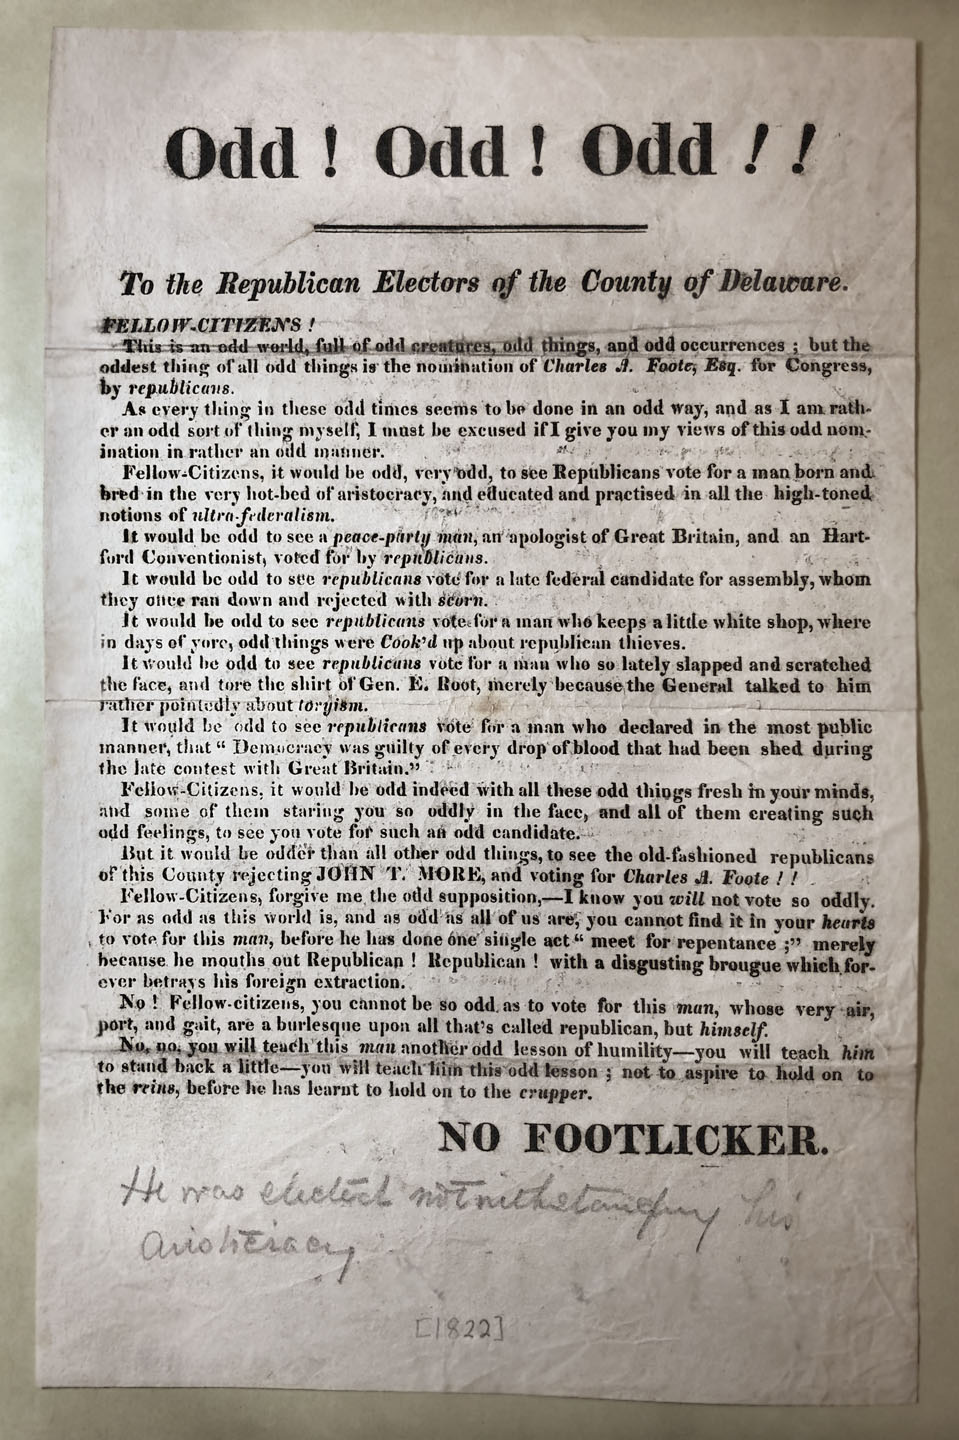 Odd ! Odd ! Odd ! !
To the Republican Electors of the County of Delaware.
FELLOW-CITIZENS !
This is an odd world, full of odd creatures, odd things, and odd occurrences ; but the
oddest thing of all odd things is the nomination of Charles A. Foote, Esq. for Congress,
by republicans.
As every thing in these odd times seems to be done in an odd way, and as I am rath-
er an odd sort of thing myself, I must be excused if I give you my views of this odd nom-
ination in rather an odd manner.
Fellow-Citizens, it would be odd, very odd, to see Republicans vote for a man born and
bred in the very hot-bed of aristocracy, and educated and practised in all the high-toned
notions of ultra-federalism.
It would be odd to see a peace-party man, an apologist of Great Britain, and an Hart-
ford Conventionist, voted for by republicans.
It would be odd to see republicans vote for a late federal candidate for assembly, whom
they once ran down and rejected with scorn.
It would be odd to see republicans vote for a man who keeps a little white shop, where
in days of yore, odd things were Cook'd up about republican thieves.
It would be odd to see republicans vote for a man who so lately slapped and scratched
the face, and tore the shirt of Gen. E. Root, merely because the General talked to him
rather pointedly about toryism.
It would be odd to see republicans vote for a man who declared in the most public
manner, that “ Democracy was guilty of every drop of blood that had been shed during
the late contest with Great Britain.”
Fellow-Citizens, it would be odd indeed with all these odd things fresh in your minds,
and some of them staring you so oddly in the face, and all of them creating such
odd feelings, to see you vote for such an odd candidate.
But it would be odder than all other odd things, to see the old-fashioned republicans
of this County rejecting JOHN T. MORE, and voting for Charles A. Foote ! !
Fellow-Citizens, forgive me the odd supposition,—I know you will not vote so oddly.
For as odd as this world is, and as odd as all of us are, you cannot find it in your hearts
to vote for this man, before he has done one single act “ meet for repentance ;” merely
because he mouths out Republican ! Republican ! with a disgusting brougue which for-
ever betrays his foreign extraction.
No ! Fellow-citizens, you cannot be so odd as to vote for this man, whose very air,
port, and gait, are a burlesque upon all that's called republican, but himself.
No, no, you will teach this man another odd lesson of humility—you will teach him
to stand back a little—you will teach him this odd lesson ; not to aspire to hold on to
the reins, before he has learnt to hold on to the crupper.
NO FOOTLICKER.
He was elected notwithstanding his
aristocracy
[1822]